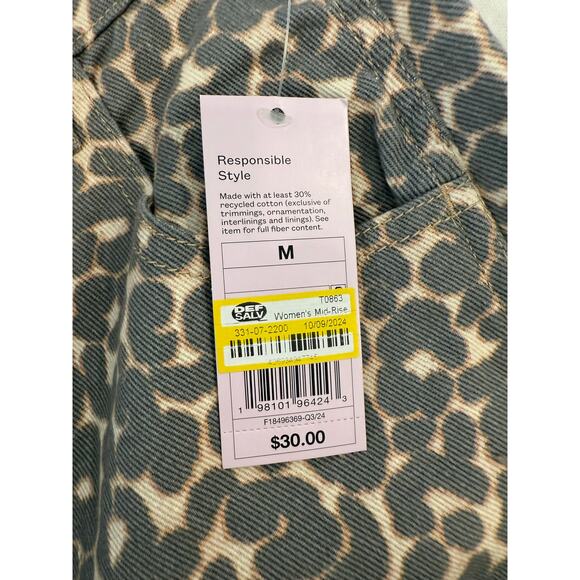 Responsible
Style
Made with at least 30%
recycled cotton (exclusive of
trimmings, ornamentation,
interlinings and linings). See
item for full fiber content.
M
DEF SALV
T0863
Women's Mid-Rise
331-07-2200 10/09/2024
1 98101 96424 3
F18496369-Q3/24
$30.00